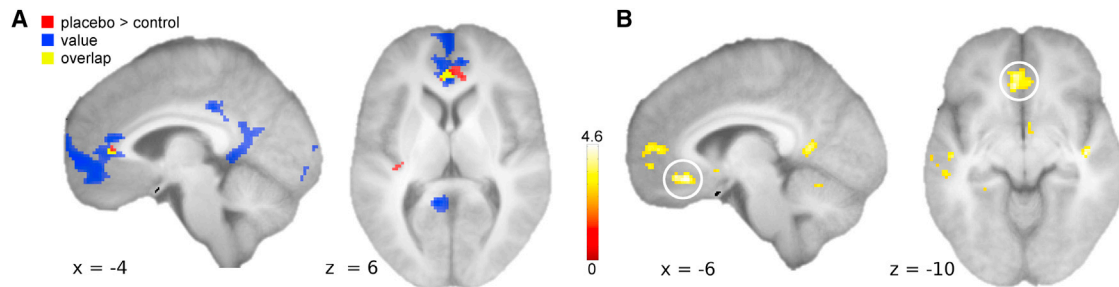 A
placebo > control
value
overlap
x = -4
z = 6
B
4.6
0
x = -6
z = -10